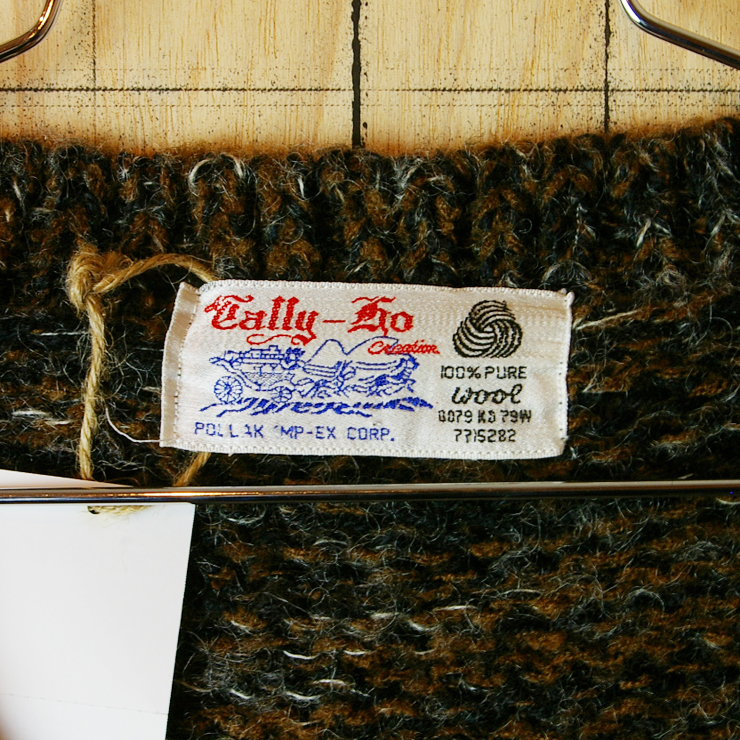 Tally-Ho
Creation
100% PURE
wool
POLLAK IMP-EX CORP.
7715282